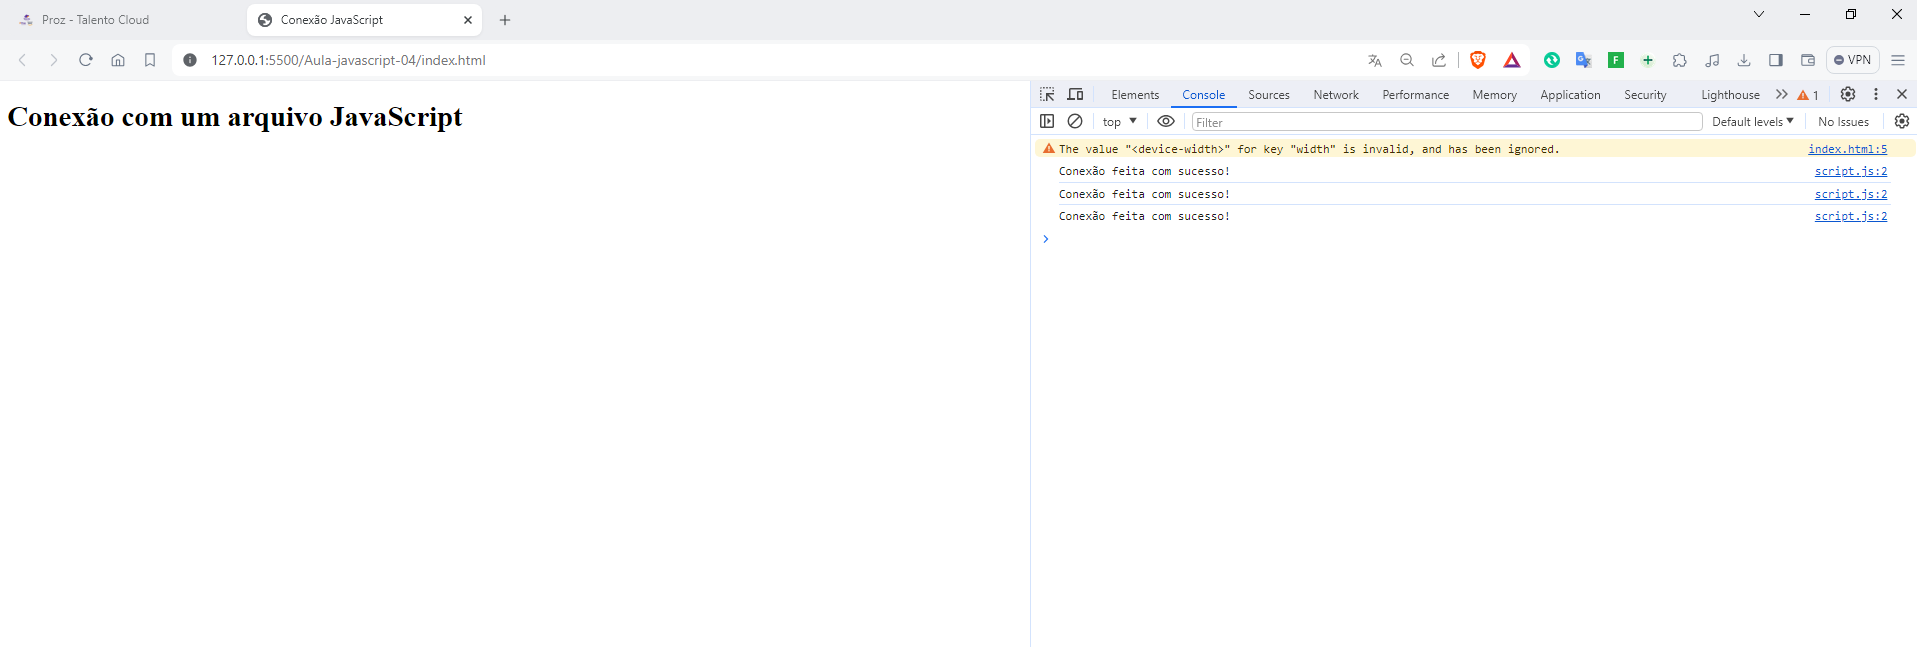 Proz - Talento Cloud
Conexão JavaScript
127.0.0.1:5500/Aula-javascript-04/index.html
F
VPN
Conexão com um arquivo JavaScript
Elements Console Sources Network Performance Memory Application Security Lighthouse 1
top Filter Default levels No Issues
The value "<device-width>" for key "width" is invalid, and has been ignored. index.html:5
Conexão feita com sucesso! script.js:2
Conexão feita com sucesso! script.js:2
Conexão feita com sucesso! script.js:2